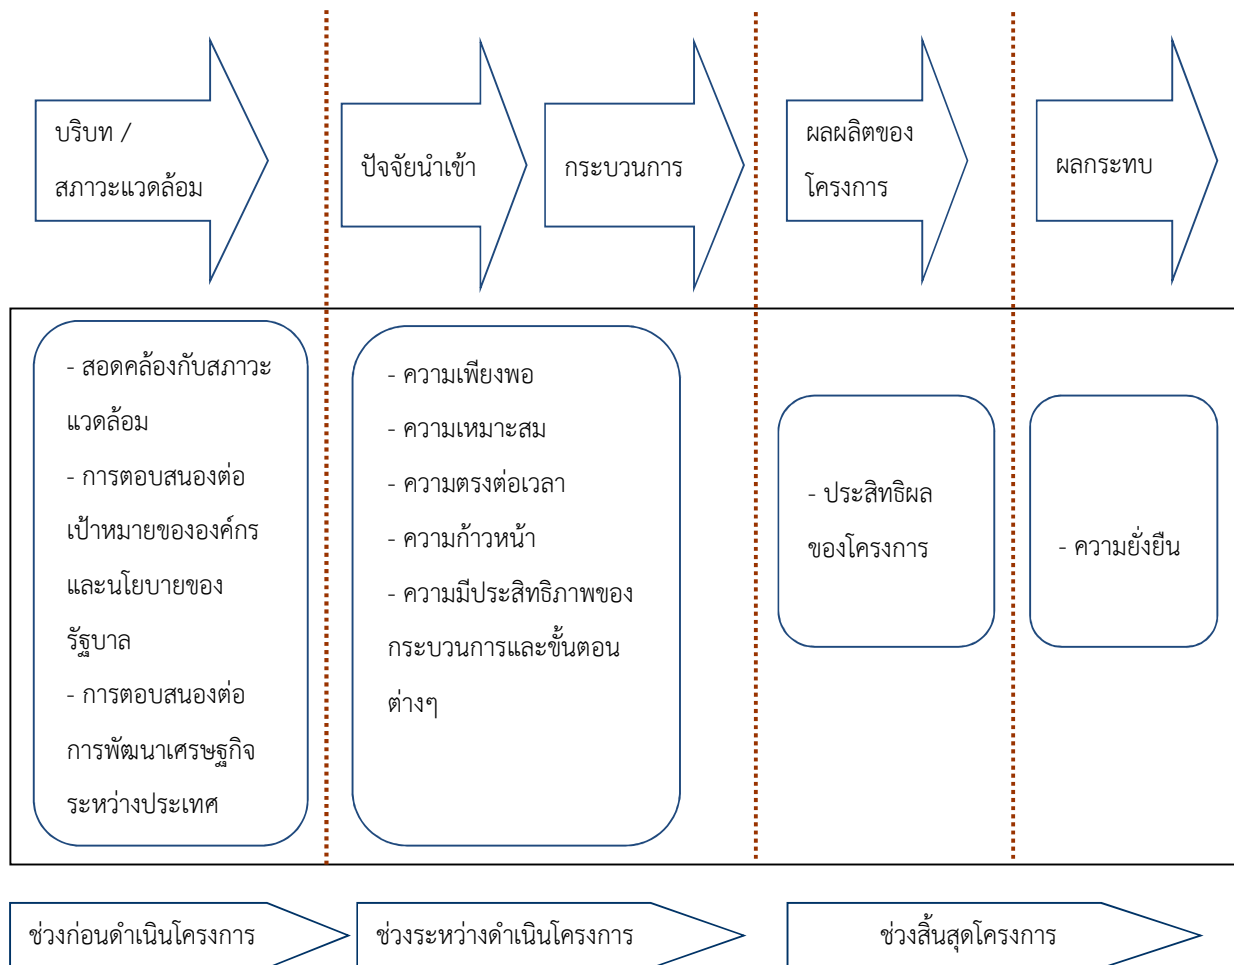 บริบท /
สภาวะแวดล้อม
ปัจจัยนำเข้า
กระบวนการ
ผลผลิตของ
โครงการ
ผลกระทบ
- สอดคล้องกับสภาวะ
แวดล้อม
- การตอบสนองต่อ
เป้าหมายขององค์กร
และนโยบายของ
รัฐบาล
- การตอบสนองต่อ
การพัฒนาเศรษฐกิจ
ระหว่างประเทศ
- ความเพียงพอ
- ความเหมาะสม
- ความตรงต่อเวลา
- ความก้าวหน้า
- ความมีประสิทธิภาพของ
กระบวนการและขั้นตอน
ต่างๆ
- ประสิทธิผล
ของโครงการ
- ความยั่งยืน
ช่วงก่อนดำเนินโครงการ
ช่วงระหว่างดำเนินโครงการ
ช่วงสิ้นสุดโครงการ